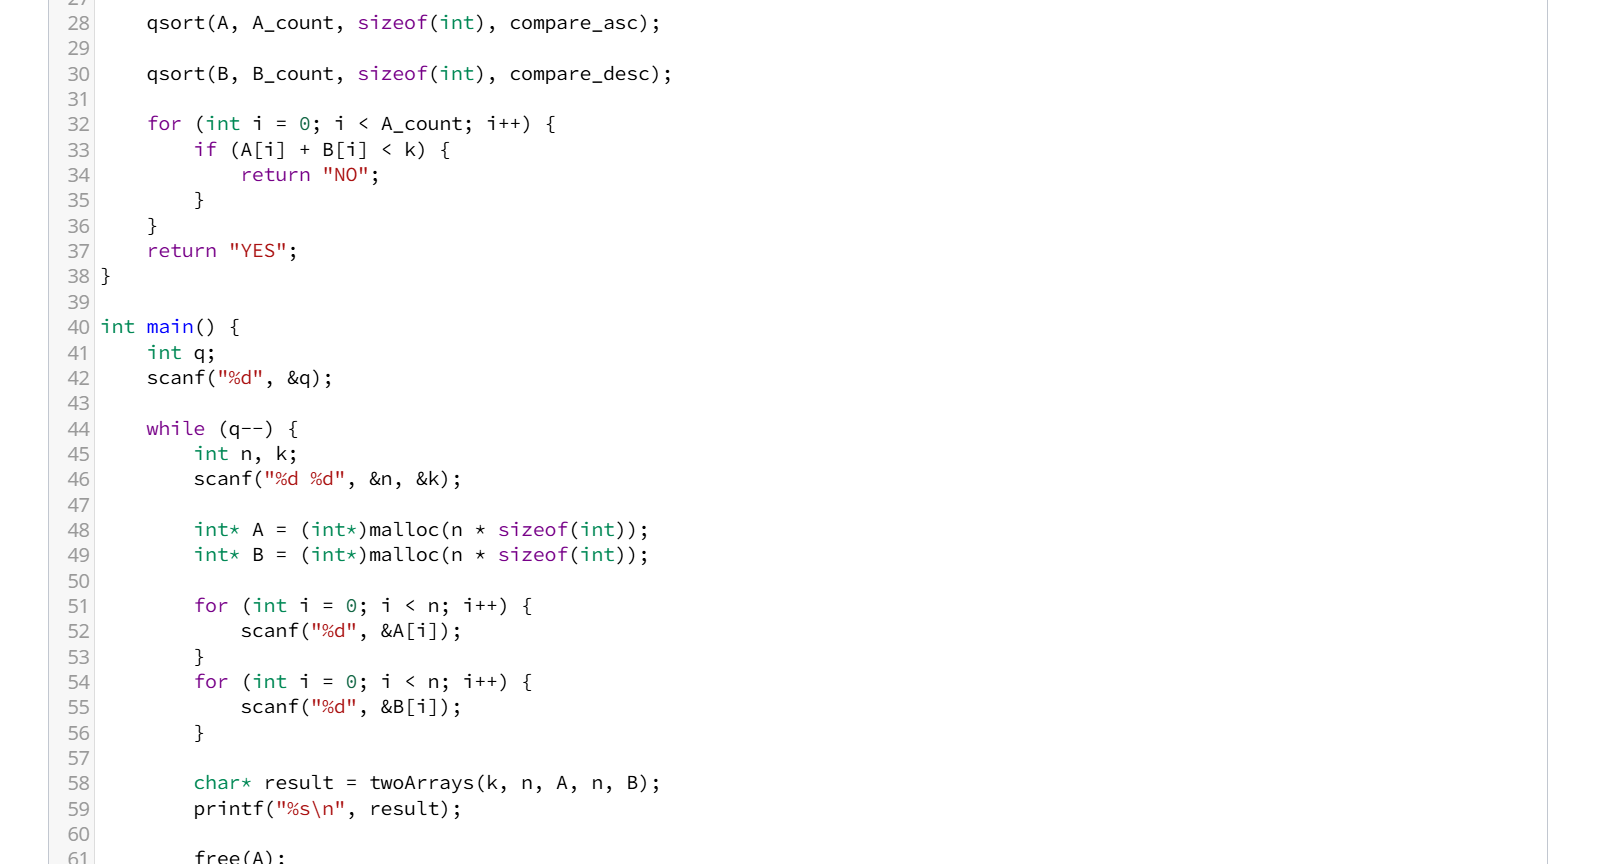 27
28     qsort(A, A_count, sizeof(int), compare_asc);
29
30     qsort(B, B_count, sizeof(int), compare_desc);
31
32     for (int i = 0; i < A_count; i++) {
33         if (A[i] + B[i] < k) {
34             return "NO";
35         }
36     }
37     return "YES";
38 }
39
40 int main() {
41     int q;
42     scanf("%d", &q);
43
44     while (q--) {
45         int n, k;
46         scanf("%d %d", &n, &k);
47
48         int* A = (int*)malloc(n * sizeof(int));
49         int* B = (int*)malloc(n * sizeof(int));
50
51         for (int i = 0; i < n; i++) {
52             scanf("%d", &A[i]);
53         }
54         for (int i = 0; i < n; i++) {
55             scanf("%d", &B[i]);
56         }
57
58         char* result = twoArrays(k, n, A, n, B);
59         printf("%s\n", result);
60
61         free(A);